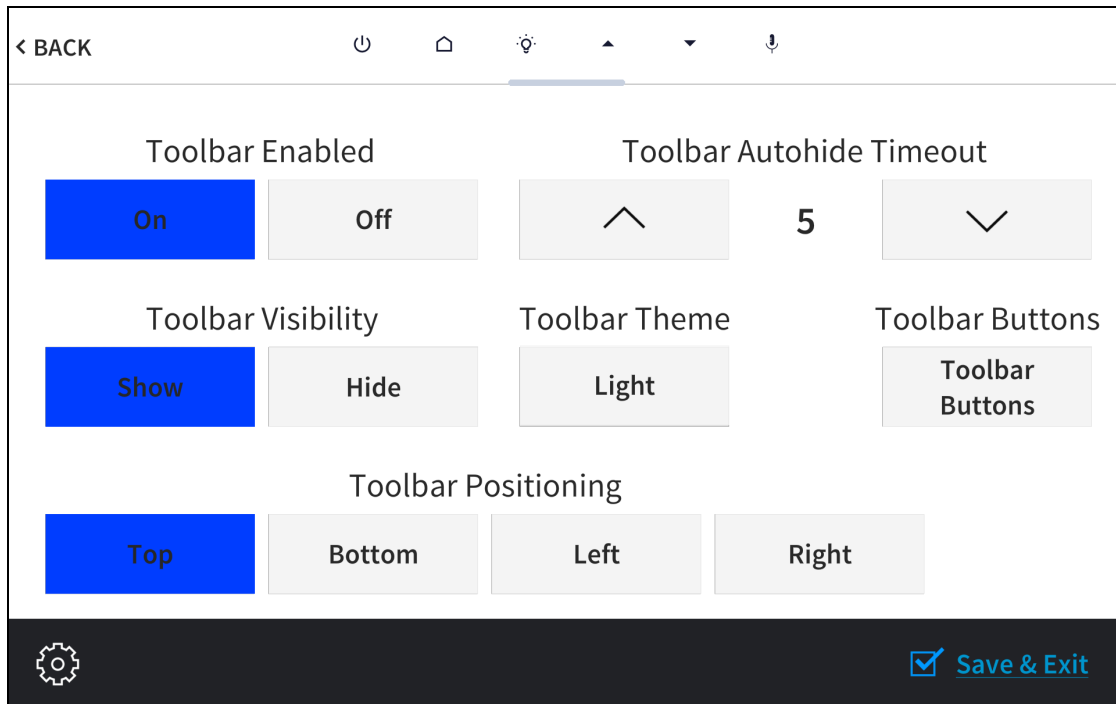 < BACK
Toolbar Enabled
Toolbar Autohide Timeout
On
Off
5
Toolbar Visibility
Toolbar Theme
Toolbar Buttons
Show
Hide
Light
Toolbar
Buttons
Toolbar Positioning
Top
Bottom
Left
Right
Save & Exit